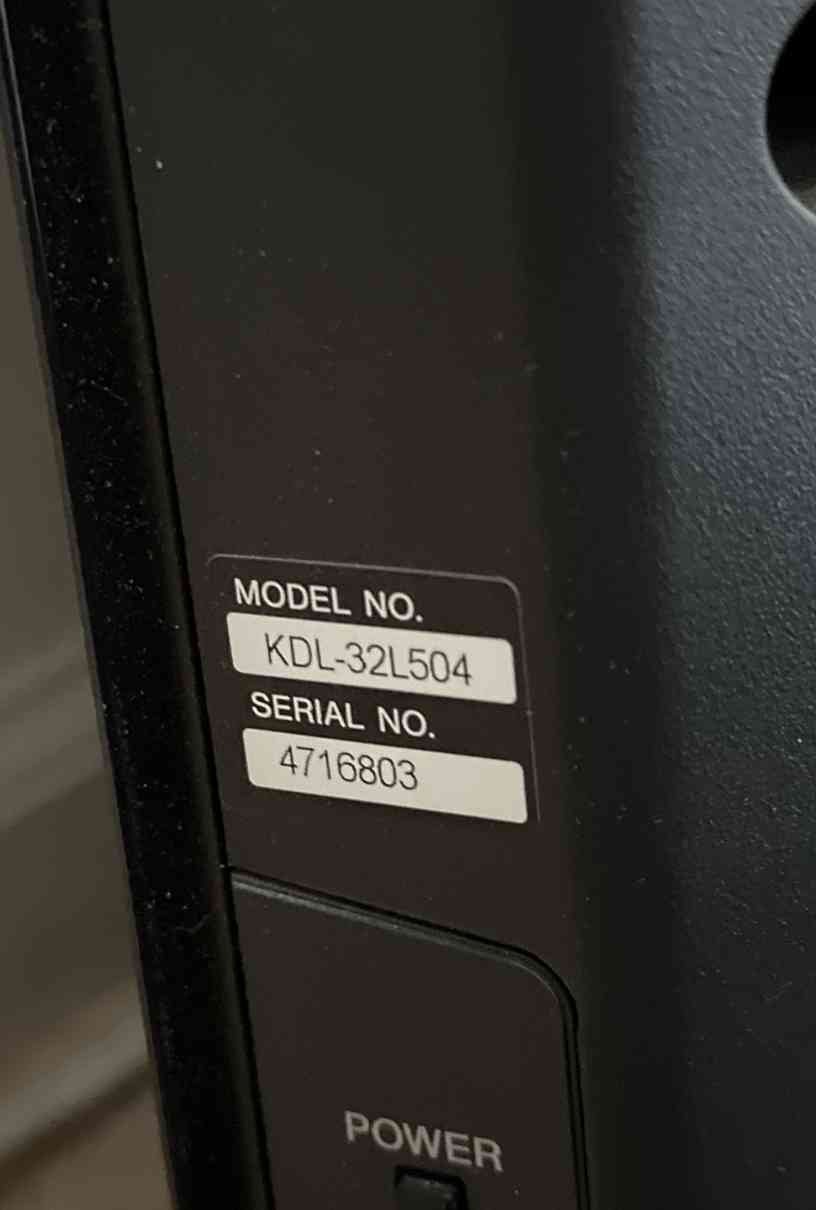 MODEL NO.
KDL-32L504
SERIAL NO.
4716803
POWER